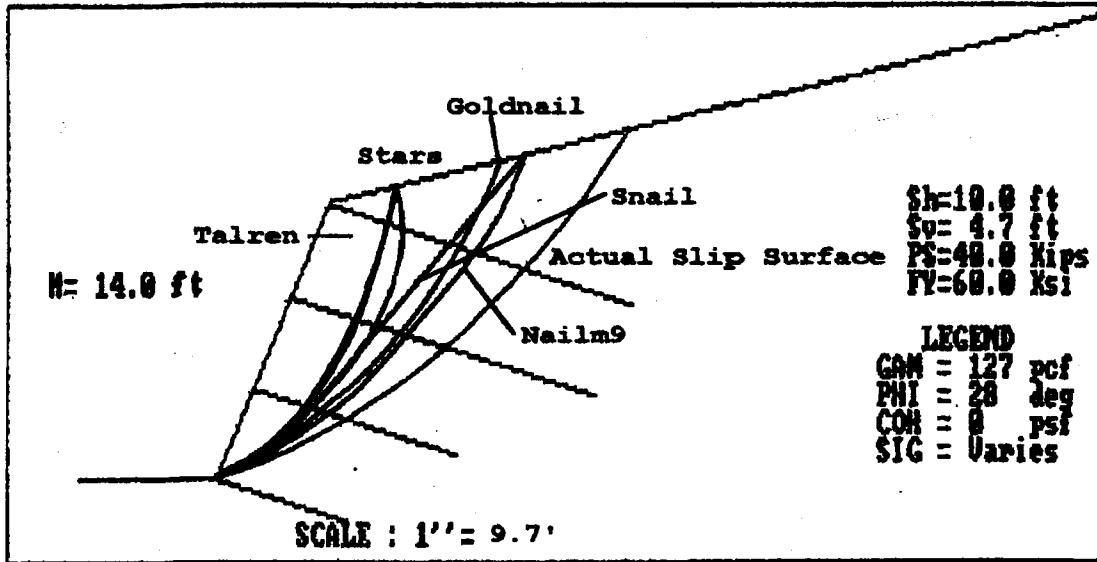 Goldnail
Stars
Snail
Talren
Actual Slip Surface
H= 14.0 ft
Nailm9
Sh=10.0 ft
Sv= 4.7 ft
PS=40.0 Kips
FY=60.0 Ksi
LEGEND
GAM = 127 pcf
PHI = 28 deg
COH = 0 psf
SIG = Varies
SCALE : 1''= 9.7'